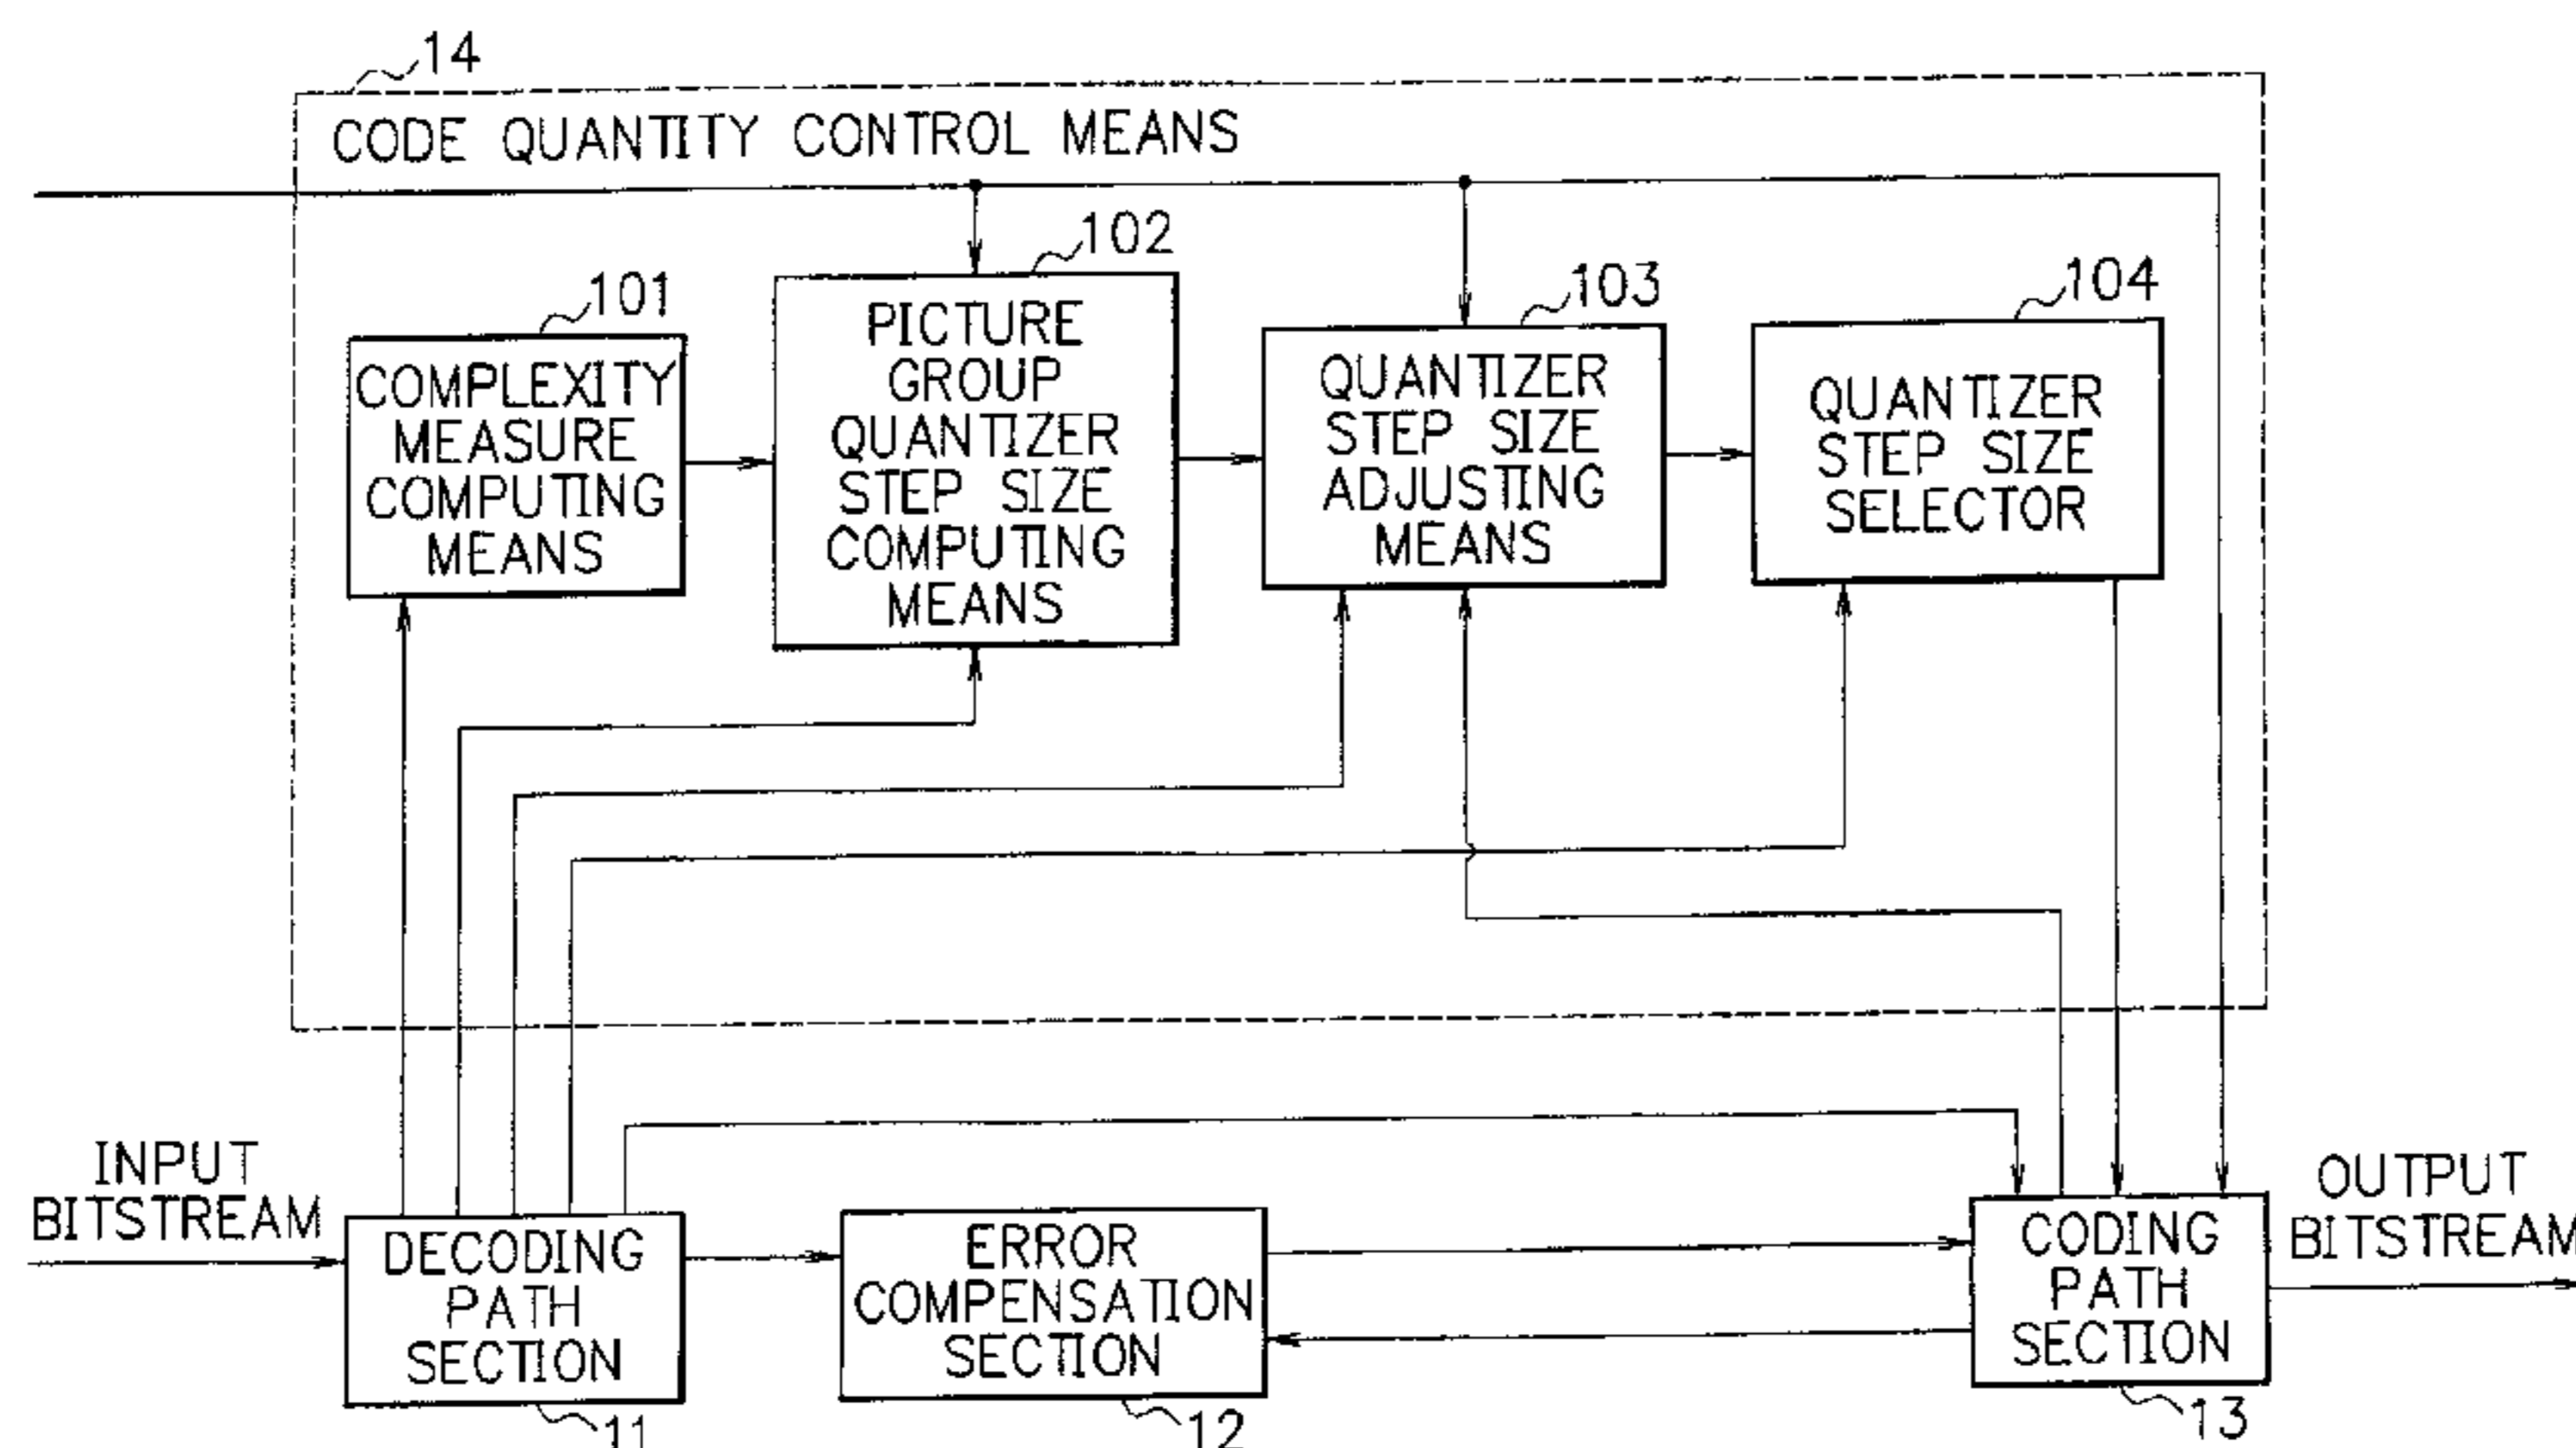 14
CODE QUANTITY CONTROL MEANS
102
103
104
101
COMPLEXITY
MEASURE
COMPUTING
MEANS
PICTURE
GROUP
QUANTIZER
STEP SIZE
COMPUTING
MEANS
QUANTIZER
STEP SIZE
ADJUSTING
MEANS
QUANTIZER
STEP SIZE
SELECTOR
INPUT
BITSTREAM
DECODING
PATH
SECTION
11
ERROR
COMPENSATION
SECTION
12
CODING
PATH
SECTION
13
OUTPUT
BITSTREAM